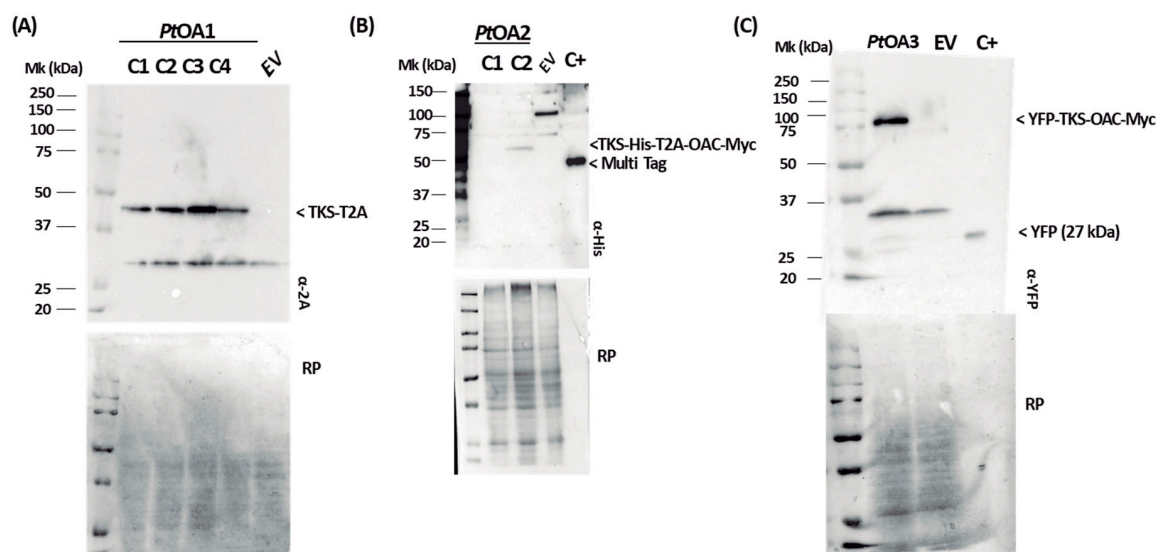 (A)
PtOA1
Mk (kDa)
C1 C2 C3 C4 EV
250
150
100
75
50
37
25
20
< TKS-T2A
α-2A
RP
(B)
PtOA2
Mk (kDa)
C1 C2 EV C+
150
100
75
50
37
25
20
<TKS-His-T2A-OAC-Myc
< Multi Tag
α-His
RP
(C)
Mk (kDa)
PtOA3 EV C+
250
150
100
75
50
37
25
20
< YFP-TKS-OAC-Myc
< YFP (27 kDa)
α-YFP
RP